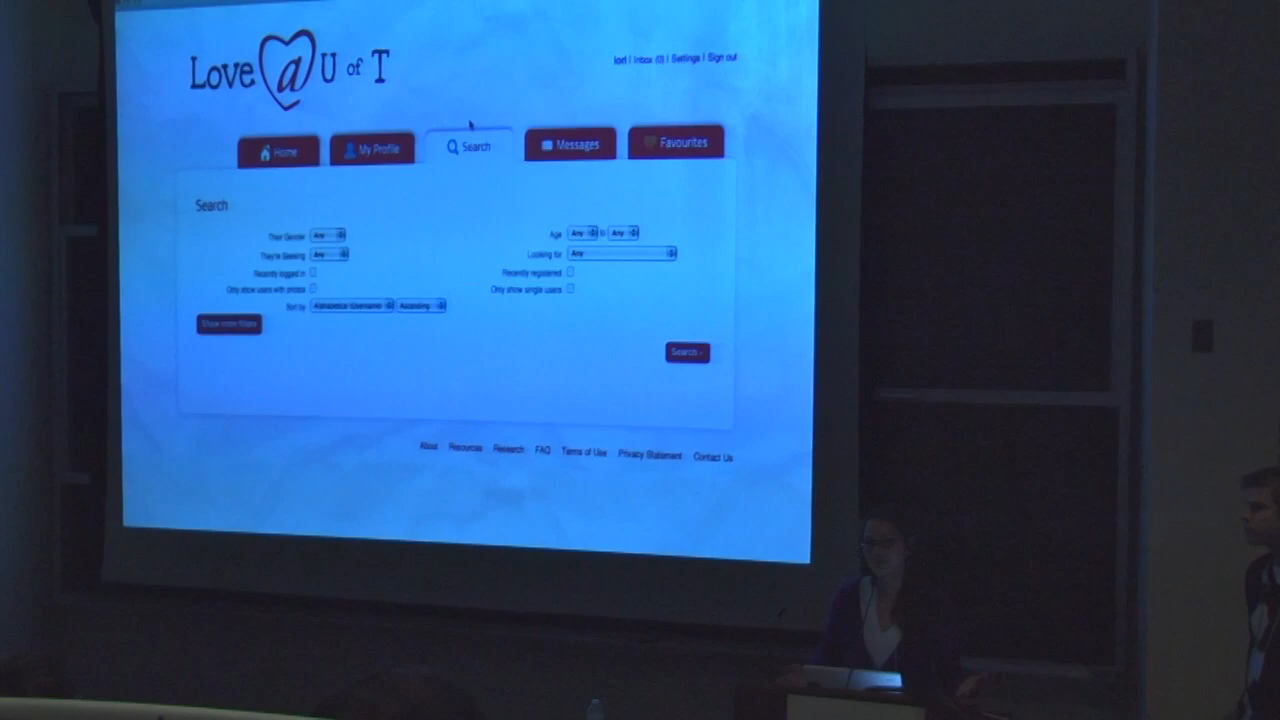 Love @ U of T
lori | Inbox (0) | Settings | Sign out
Home My Profile Search Messages Favourites
Search
Their Gender Any Age Any to Any
They're Seeking Any Looking for Any
Recently logged in Recently registered
Only show users with photos Only show single users
Sort by Alphabetical (Username) Ascending
Show more filters
Search
About Resources Research FAQ Terms of Use Privacy Statement Contact Us